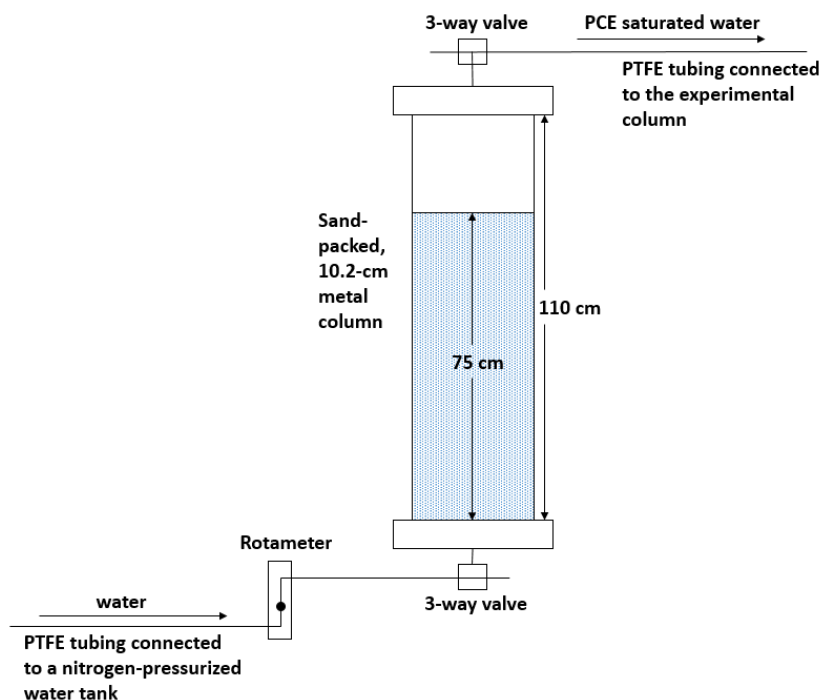 3-way valve
PCE saturated water
PTFE tubing connected
to the experimental
column
Sand-
packed,
10.2-cm
metal
column
110 cm
75 cm
Rotameter
water
3-way valve
PTFE tubing connected
to a nitrogen-pressurized
water tank